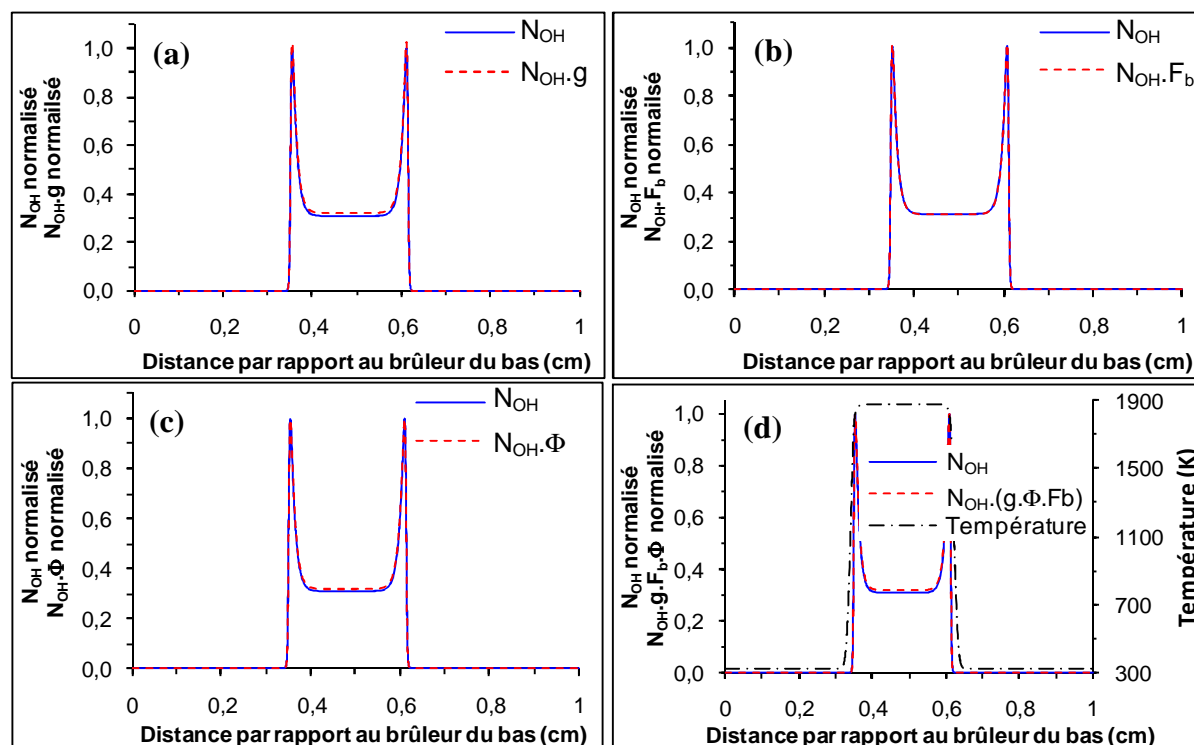 (a)
N_OH
N_OH.g
N_OH normalisé
N_OH.g normalisé
1,0
0,8
0,6
0,4
0,2
0,0
0 0,2 0,4 0,6 0,8 1
Distance par rapport au brûleur du bas (cm)
(b)
N_OH
N_OH.F_b
N_OH normalisé
N_OH.F_b normailsé
1,0
0,8
0,6
0,4
0,2
0,0
0 0,2 0,4 0,6 0,8 1
Distance par rapport au brûleur du bas (cm)
(c)
N_OH
N_OH.Φ
N_OH normalisé
N_OH.Φ normalisé
1,0
0,8
0,6
0,4
0,2
0,0
0 0,2 0,4 0,6 0,8 1
Distance par rapport au brûleur du bas (cm)
(d)
N_OH
N_OH.(g.Φ.Fb)
Température
N_OH normalisé
N_OH.g.F_b.Φ normalisé
1,0
0,8
0,6
0,4
0,2
0,0
1900
1700
1500
1300
1100
900
700
500
300
Température (K)
0 0,2 0,4 0,6 0,8 1
Distance par rapport au brûleur du bas (cm)